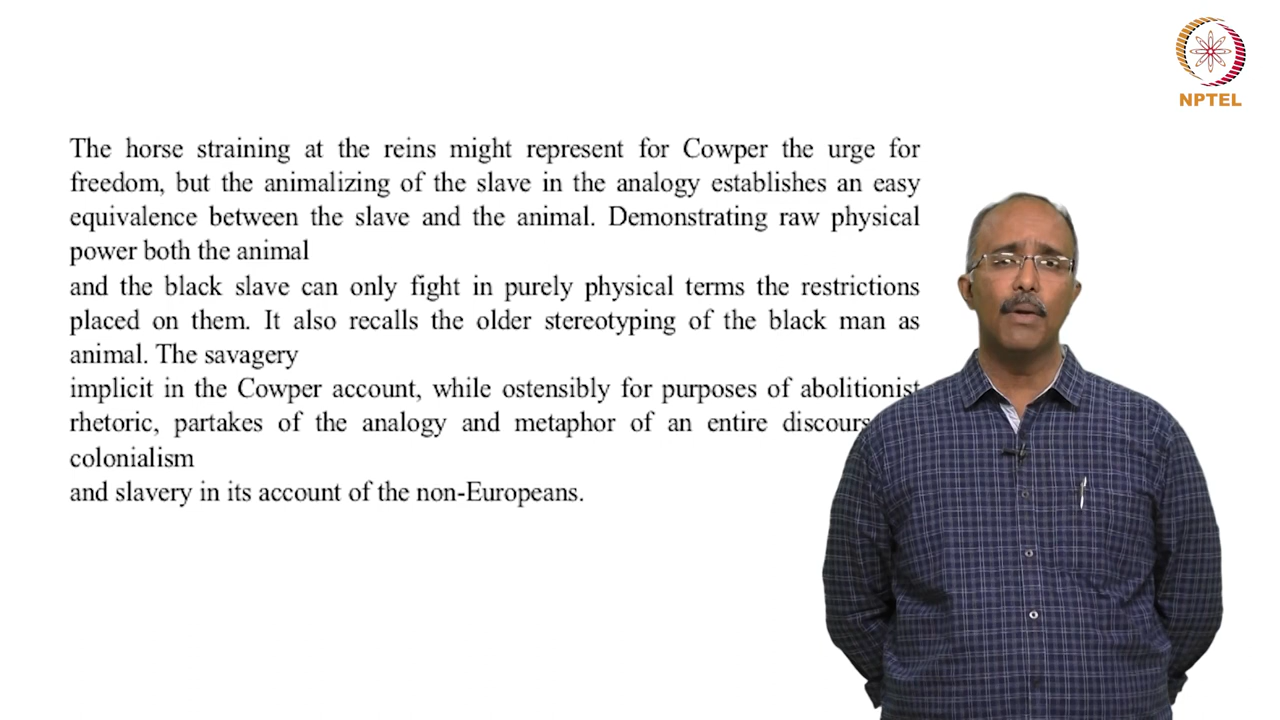 NPTEL
The horse straining at the reins might represent for Cowper the urge for
freedom, but the animalizing of the slave in the analogy establishes an easy
equivalence between the slave and the animal. Demonstrating raw physical
power both the animal
and the black slave can only fight in purely physical terms the restrictions
placed on them. It also recalls the older stereotyping of the black man as
animal. The savagery
implicit in the Cowper account, while ostensibly for purposes of abolitionist
rhetoric, partakes of the analogy and metaphor of an entire
colonialism
and slavery in its account of the non-Europeans.